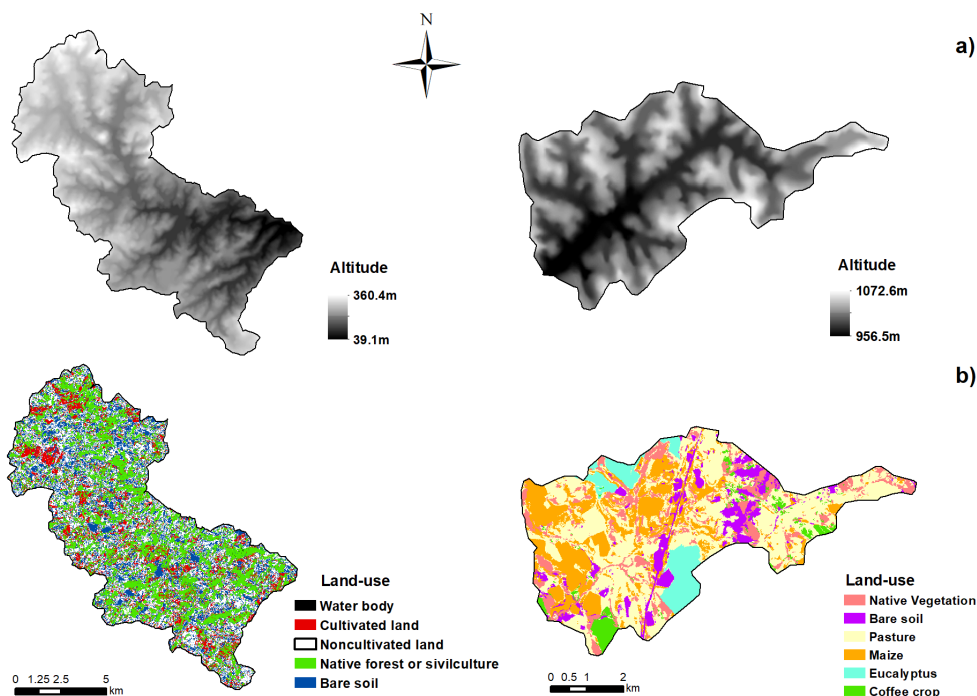 N
a)
Altitude
360.4m
39.1m
Altitude
1072.6m
956.5m
b)
Land-use
Water body
Cultivated land
Noncultivated land
Native forest or sivilculture
Bare soil
0 1.25 2.5 5
km
Land-use
Native Vegetation
Bare soil
Pasture
Maize
Eucalyptus
Coffee crop
0 0.5 1 2
km